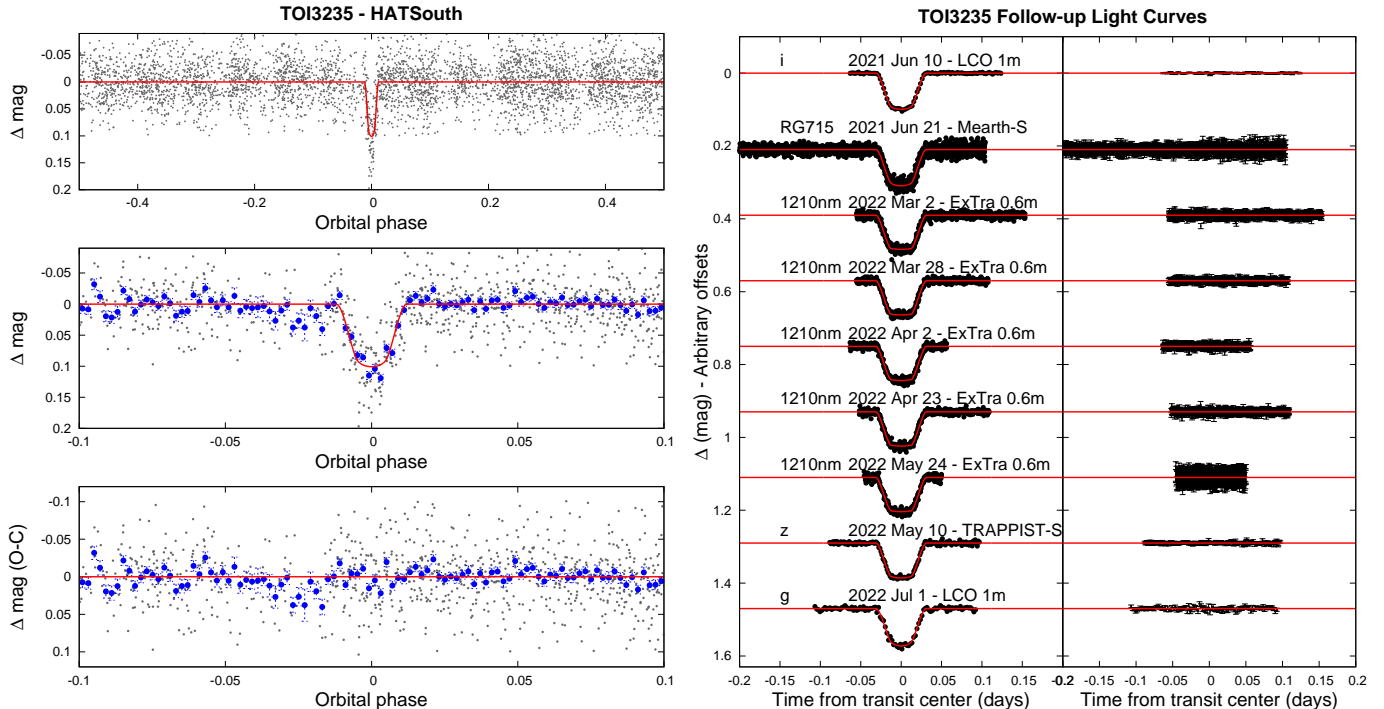 TOI3235 - HATSouth
-0.05
0
0.05
0.1
0.15
0.2
Δ mag
-0.4 -0.2 0 0.2 0.4
Orbital phase
-0.05
0
0.05
0.1
0.15
0.2
Δ mag
-0.1 -0.05 0 0.05 0.1
Orbital phase
-0.1
-0.05
0
0.05
0.1
Δ mag (O-C)
-0.1 -0.05 0 0.05 0.1
Orbital phase
TOI3235 Follow-up Light Curves
0
0.2
0.4
0.6
0.8
1
1.2
1.4
1.6
Δ (mag) - Arbitrary offsets
i 2021 Jun 10 - LCO 1m
RG715 2021 Jun 21 - Mearth-S
1210nm 2022 Mar 2 - ExTra 0.6m
1210nm 2022 Mar 28 - ExTra 0.6m
1210nm 2022 Apr 2 - ExTra 0.6m
1210nm 2022 Apr 23 - ExTra 0.6m
1210nm 2022 May 24 - ExTra 0.6m
z 2022 May 10 - TRAPPIST-S
g 2022 Jul 1 - LCO 1m
-0.2 -0.15 -0.1 -0.05 0 0.05 0.1 0.15 -0.2 -0.15 -0.1 -0.05 0 0.05 0.1 0.15 0.2
Time from transit center (days) Time from transit center (days)